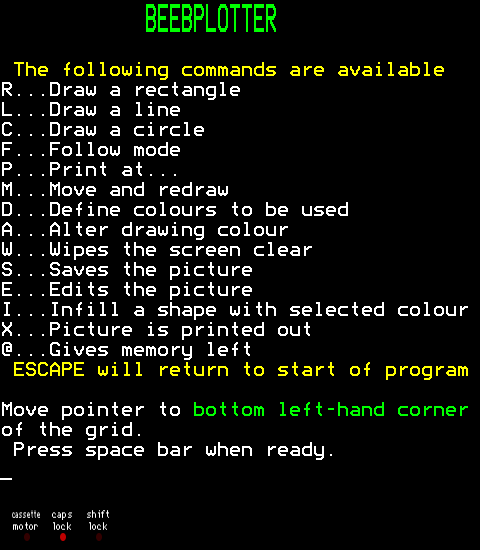 BEEBPLOTTER
The following commands are available
R...Draw a rectangle
L...Draw a line
C...Draw a circle
F...Follow mode
P...Print at...
M...Move and redraw
D...Define colours to be used
A...Alter drawing colour
W...Wipes the screen clear
S...Saves the picture
E...Edits the picture
I...Infill a shape with selected colour
X...Picture is printed out
@...Gives memory left
ESCAPE will return to start of program
Move pointer to bottom left-hand corner
of the grid.
Press space bar when ready.
cassette caps shift
motor lock lock